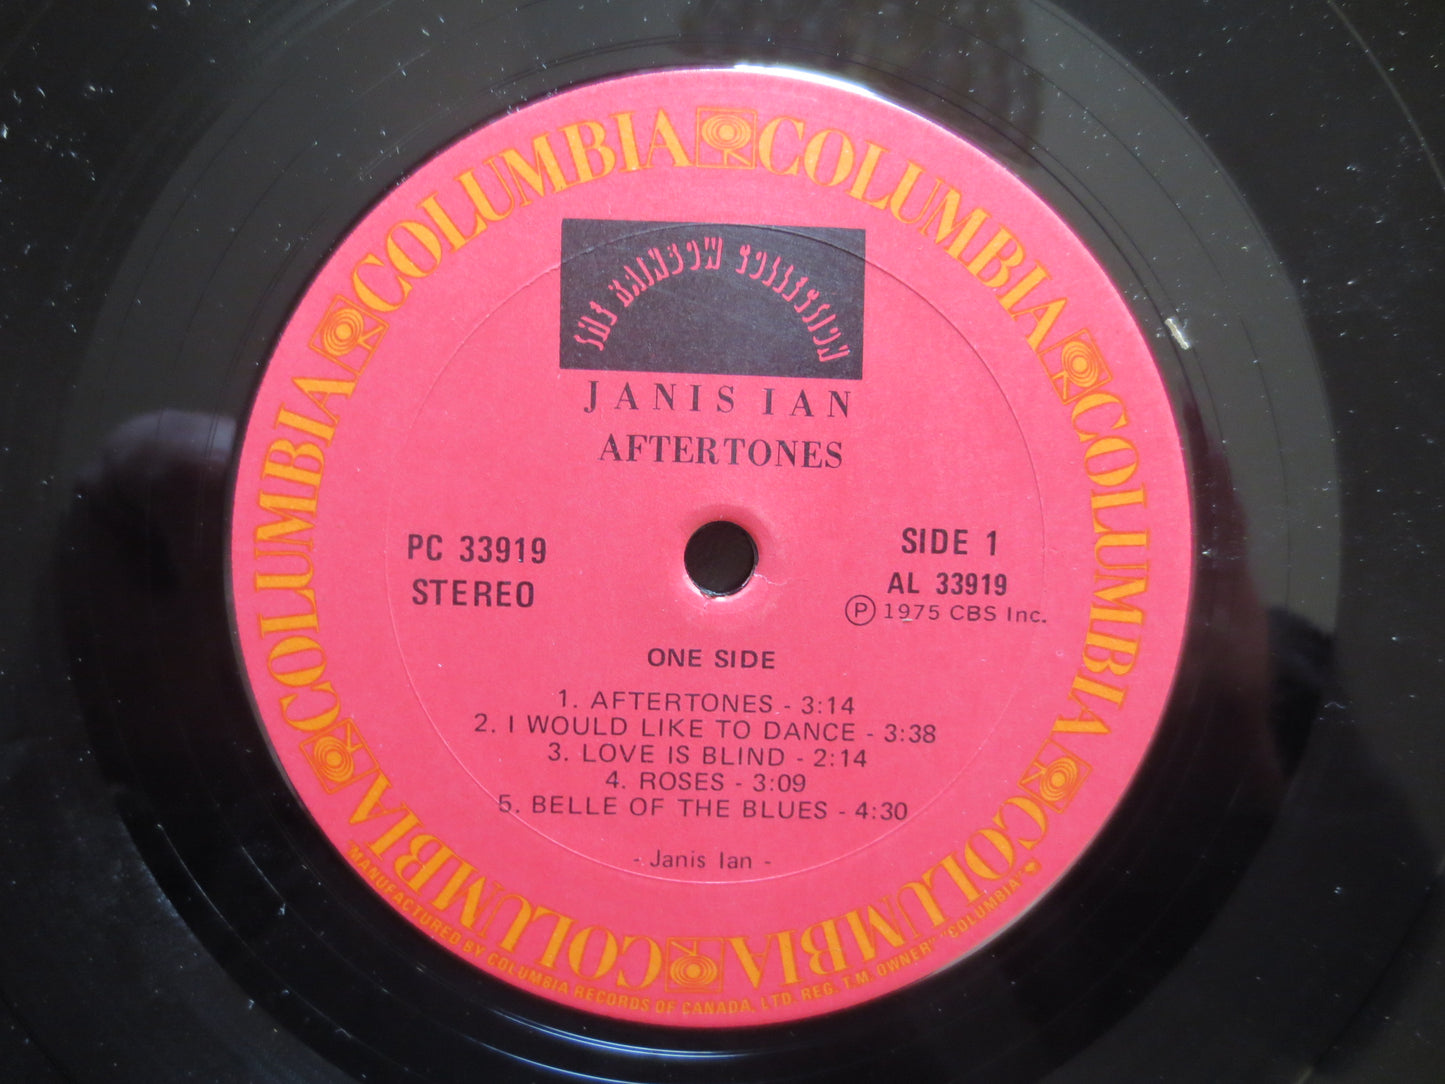 COLUMBIA COLUMBIA COLUMBIA COLUMBIA COLUMBIA COLUMBIA
THE RAINBOW COLLECTION
JANIS IAN
AFTERTONES
PC 33919
STEREO
SIDE 1
AL 33919
Ⓟ 1975 CBS Inc.
ONE SIDE
1. AFTERTONES - 3:14
2. I WOULD LIKE TO DANCE - 3:38
3. LOVE IS BLIND - 2:14
4. ROSES - 3:09
5. BELLE OF THE BLUES - 4:30
- Janis Ian -
"MANUFACTURED BY COLUMBIA RECORDS OF CANADA, LTD. REG. T.M. OWNER" "COLUMBIA"